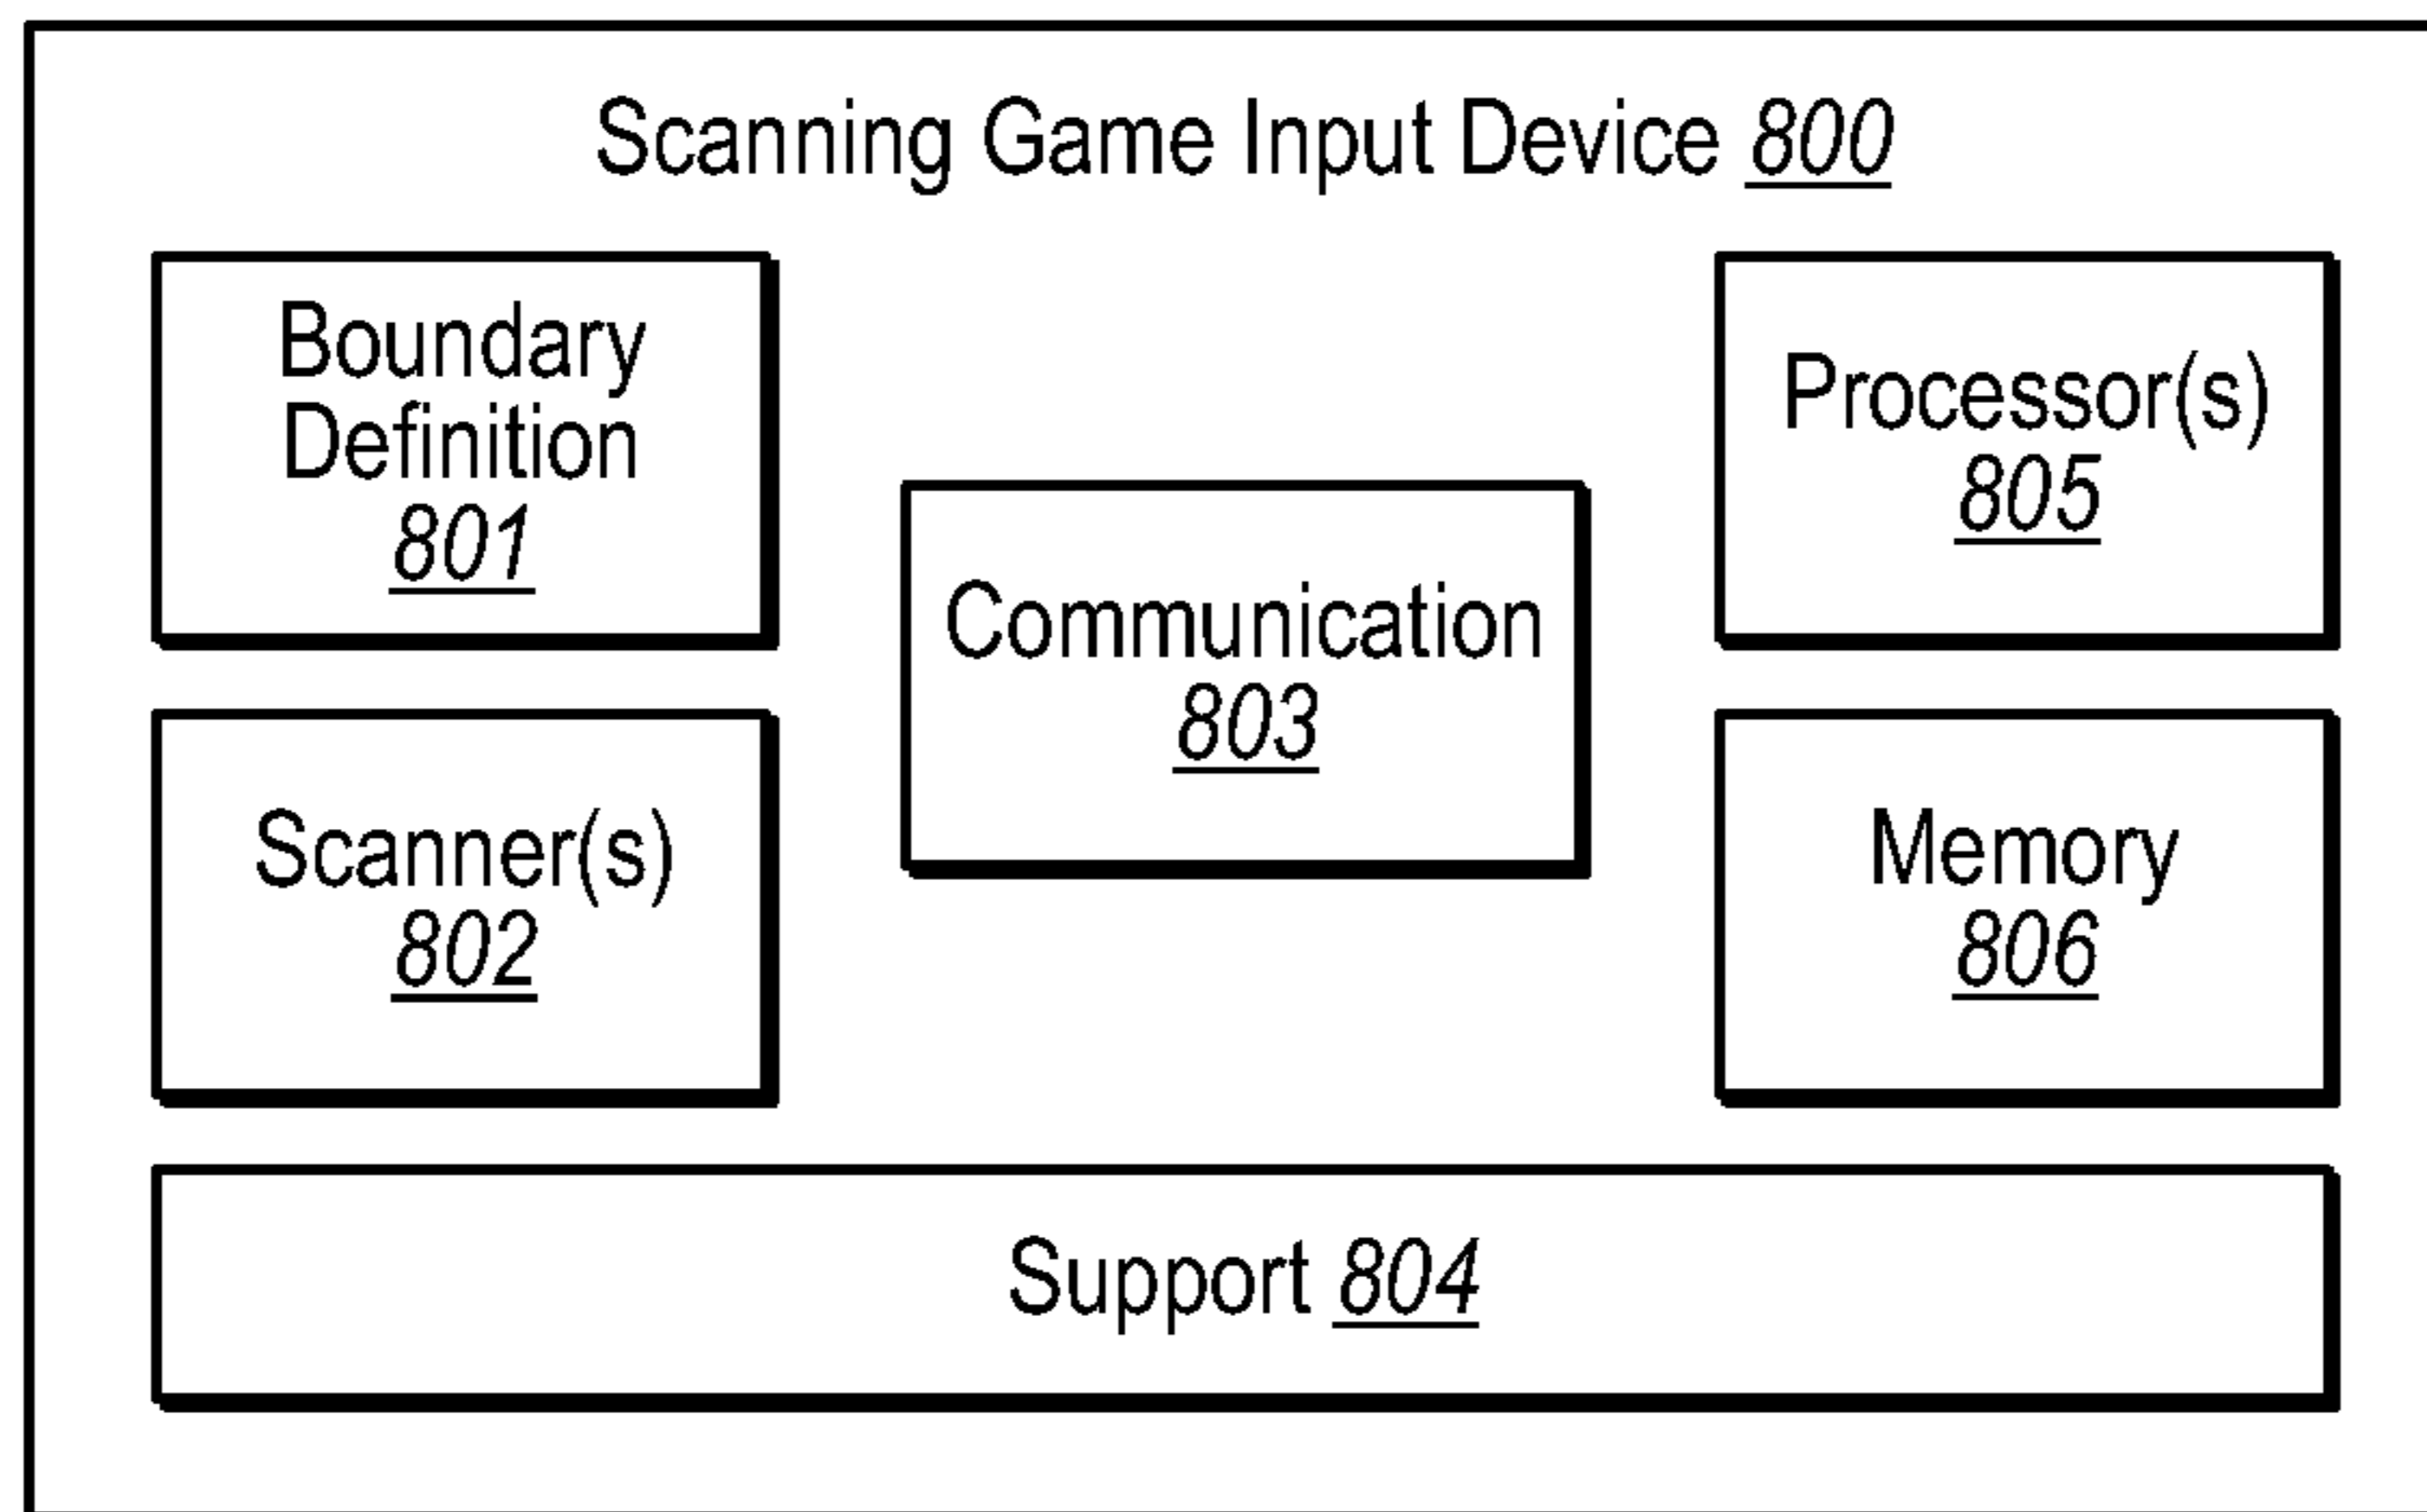 Scanning Game Input Device 800
Boundary
Definition
801
Scanner(s)
802
Communication
803
Processor(s)
805
Memory
806
Support 804